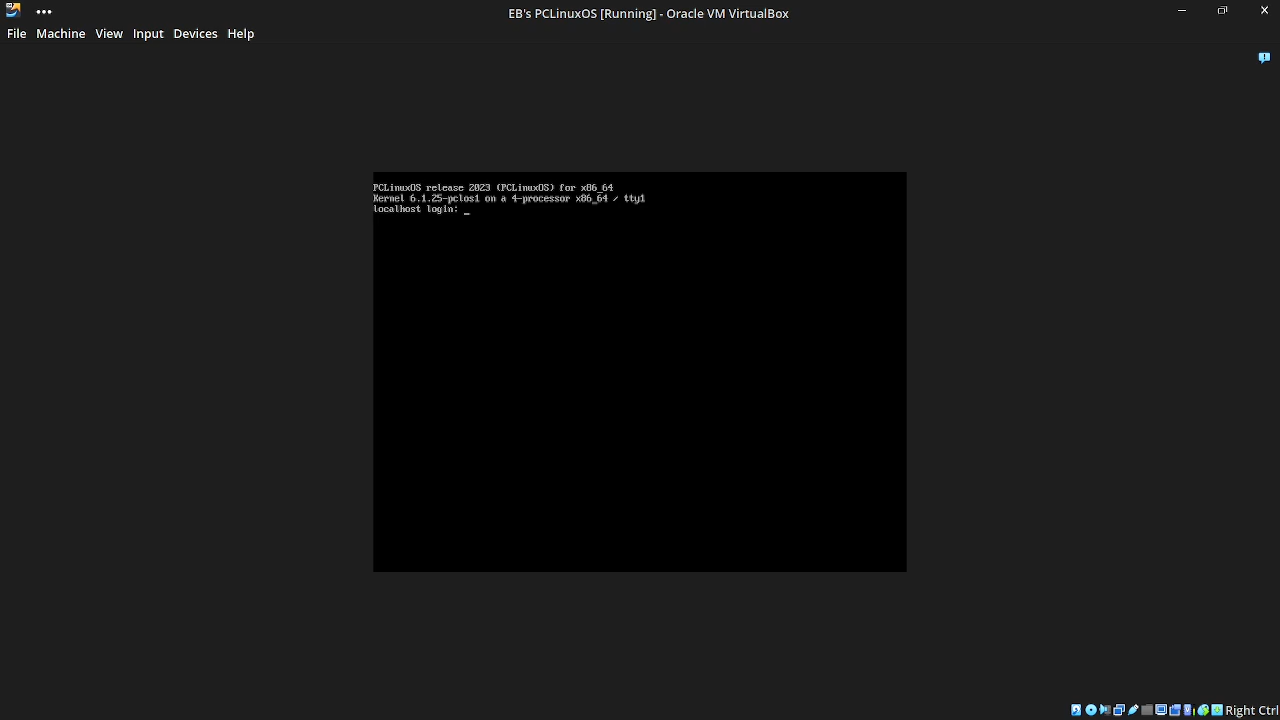 EB's PCLinuxOS [Running] - Oracle VM VirtualBox
File Machine View Input Devices Help
PCLinuxOS release 2023 (PCLinuxOS) for x86_64
Kernel 6.1.25-pclos1 on a 4-processor x86_64 / tty1
localhost login: _
Right Ctrl